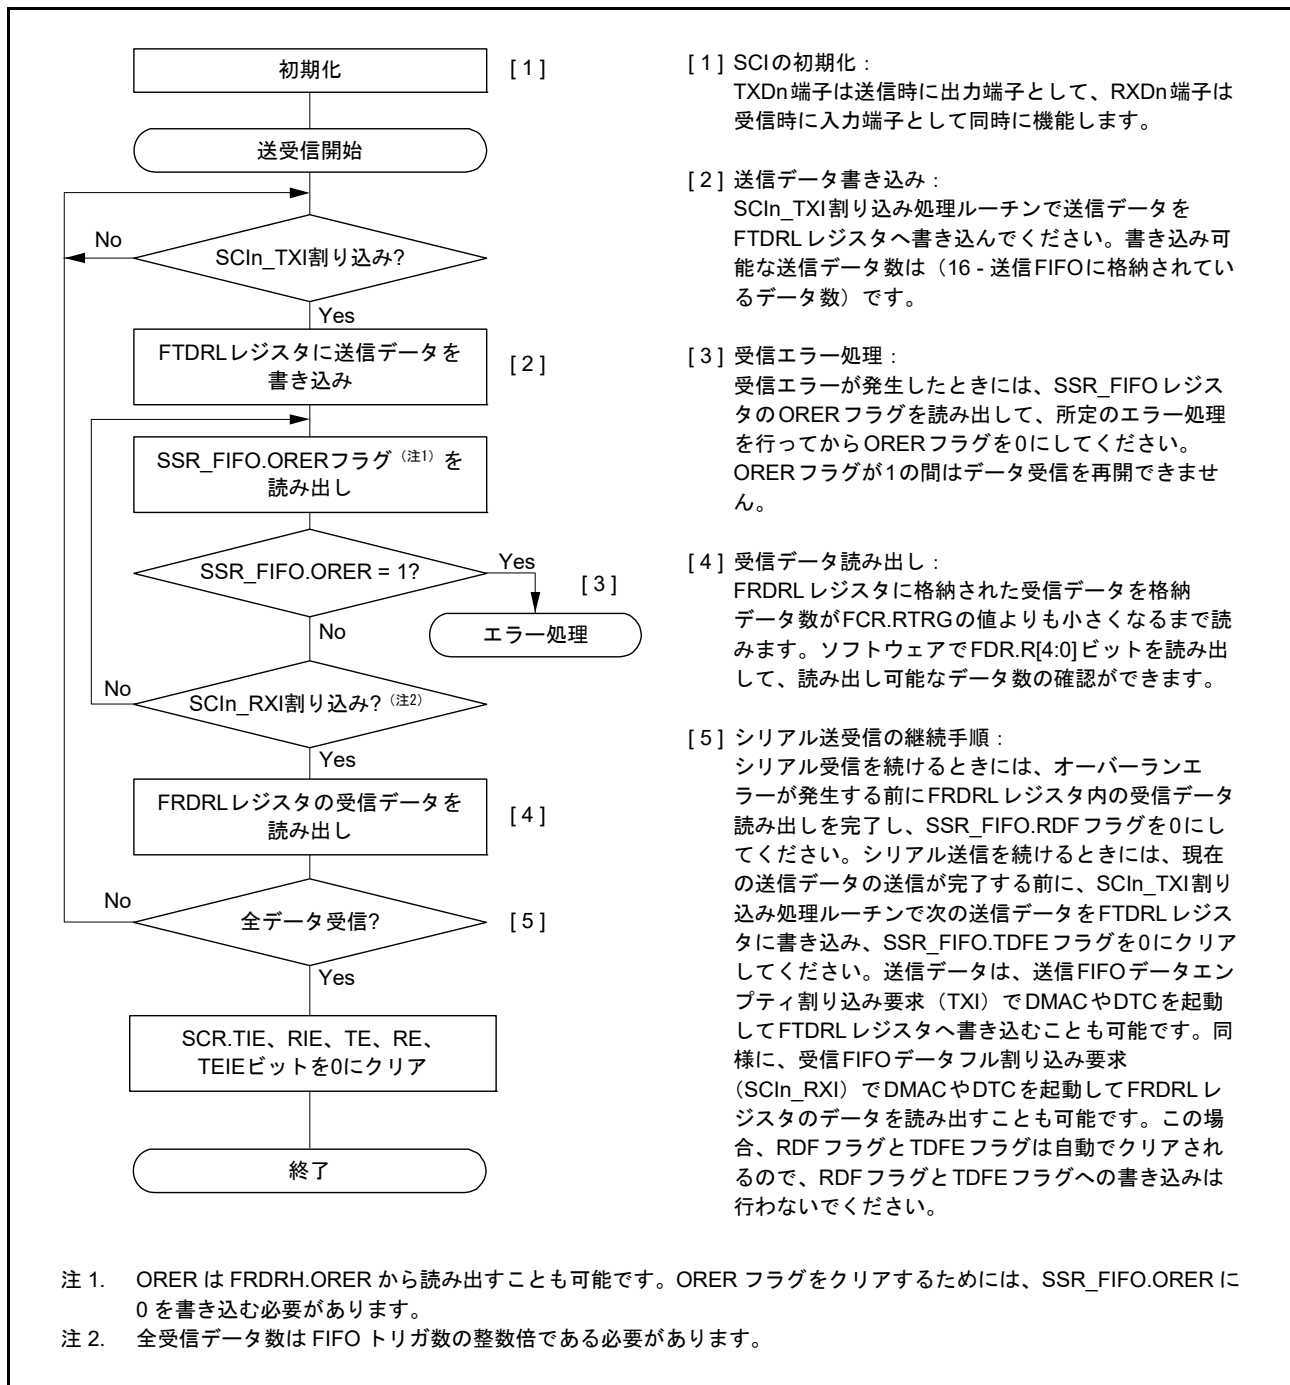 初期化
[ 1 ]
送受信開始
No
SCIn_TXI割り込み?
Yes
FTDRLレジスタに送信データを
書き込み
[ 2 ]
SSR_FIFO.ORERフラグ（注1）を
読み出し
SSR_FIFO.ORER = 1?
Yes
[ 3 ]
エラー処理
No
No
SCIn_RXI割り込み?（注2）
Yes
FRDRLレジスタの受信データを
読み出し
[ 4 ]
No
全データ受信?
[ 5 ]
Yes
SCR.TIE、RIE、TE、RE、
TEIEビットを0にクリア
終了
[ 1 ] SCIの初期化：
TXDn端子は送信時に出力端子として、RXDn端子は
受信時に入力端子として同時に機能します。
[ 2 ] 送信データ書き込み：
SCIn_TXI割り込み処理ルーチンで送信データを
FTDRLレジスタへ書き込んでください。書き込み可
能な送信データ数は（16 - 送信FIFOに格納されてい
るデータ数）です。
[ 3 ] 受信エラー処理：
受信エラーが発生したときには、SSR_FIFOレジス
タのORERフラグを読み出して、所定のエラー処理
を行ってからORERフラグを0にしてください。
ORERフラグが1の間はデータ受信を再開できませ
ん。
[ 4 ] 受信データ読み出し：
FRDRLレジスタに格納された受信データを格納
データ数がFCR.RTRGの値よりも小さくなるまで読
みます。ソフトウェアでFDR.R[4:0]ビットを読み出
して、読み出し可能なデータ数の確認ができます。
[ 5 ] シリアル送受信の継続手順：
シリアル受信を続けるときには、オーバーランエ
ラーが発生する前にFRDRLレジスタ内の受信データ
読み出しを完了し、SSR_FIFO.RDFフラグを0にし
てください。シリアル送信を続けるときには、現在
の送信データの送信が完了する前に、SCIn_TXI割り
込み処理ルーチンで次の送信データをFTDRLレジス
タに書き込み、SSR_FIFO.TDFEフラグを0にクリア
してください。送信データは、送信FIFOデータエン
プティ割り込み要求（TXI）でDMACやDTCを起動
してFTDRLレジスタへ書き込むことも可能です。同
様に、受信FIFOデータフル割り込み要求
（SCIn_RXI）でDMACやDTCを起動してFRDRLレ
ジスタのデータを読み出すことも可能です。この場
合、RDFフラグとTDFEフラグは自動でクリアされ
るので、RDFフラグとTDFEフラグへの書き込みは
行わないでください。
注 1. ORER は FRDRH.ORER から読み出すことも可能です。ORER フラグをクリアするためには、SSR_FIFO.ORER に
0 を書き込む必要があります。
注 2. 全受信データ数は FIFO トリガ数の整数倍である必要があります。